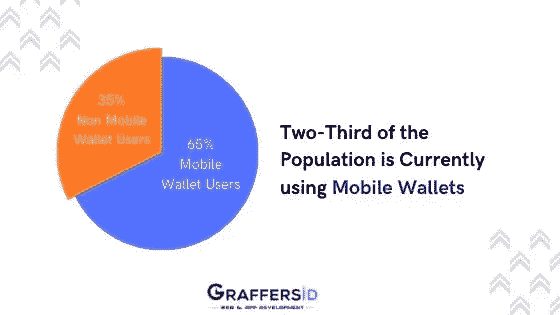 35%
Non Mobile
Wallet Users
65%
Mobile
Wallet Users
Two-Third of the
Population is Currently
using Mobile Wallets
GRAFFERSID
WEB & APP DEVELOPMENT